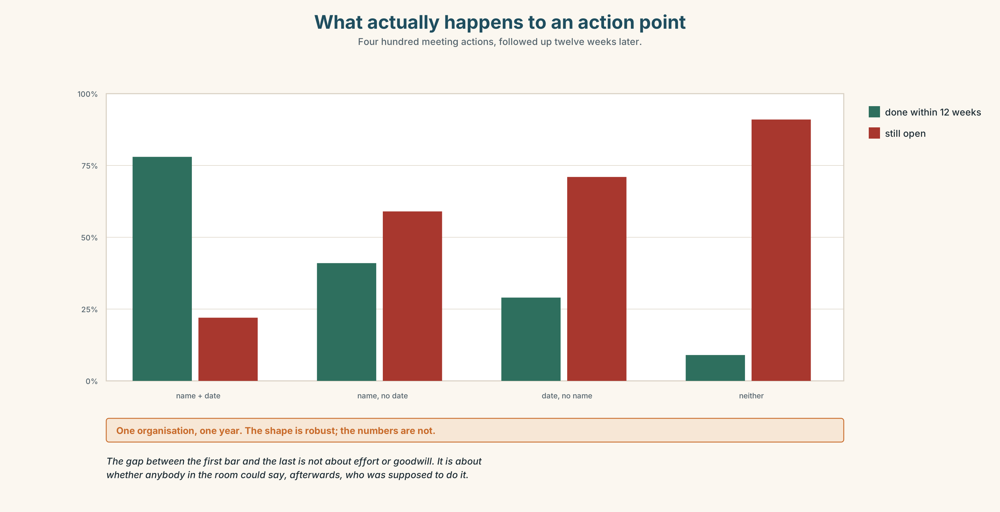 What actually happens to an action point
Four hundred meeting actions, followed up twelve weeks later.
100%
75%
50%
25%
0%
done within 12 weeks
still open
name + date
name, no date
date, no name
neither
One organisation, one year. The shape is robust; the numbers are not.
The gap between the first bar and the last is not about effort or goodwill. It is about
whether anybody in the room could say, afterwards, who was supposed to do it.